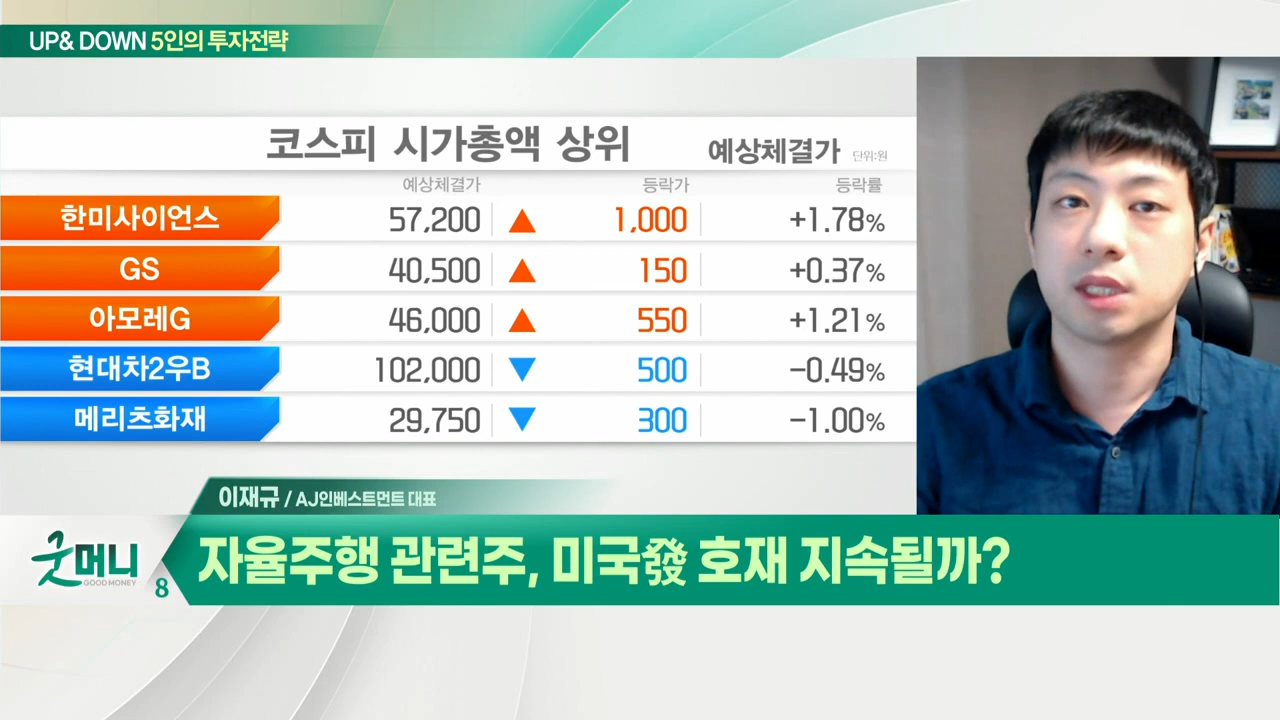 UP& DOWN 5인의 투자전략
코스피 시가총액 상위 예상체결가 단위:원
예상체결가 등락가 등락률
한미사이언스 57,200 ▲ 1,000 +1.78%
GS 40,500 ▲ 150 +0.37%
아모레G 46,000 ▲ 550 +1.21%
현대차2우B 102,000 ▼ 500 -0.49%
메리츠화재 29,750 ▼ 300 -1.00%
이재규 / AJ인베스트먼트 대표
굿머니 GOOD MONEY 8
자율주행 관련주, 미국發 호재 지속될까?